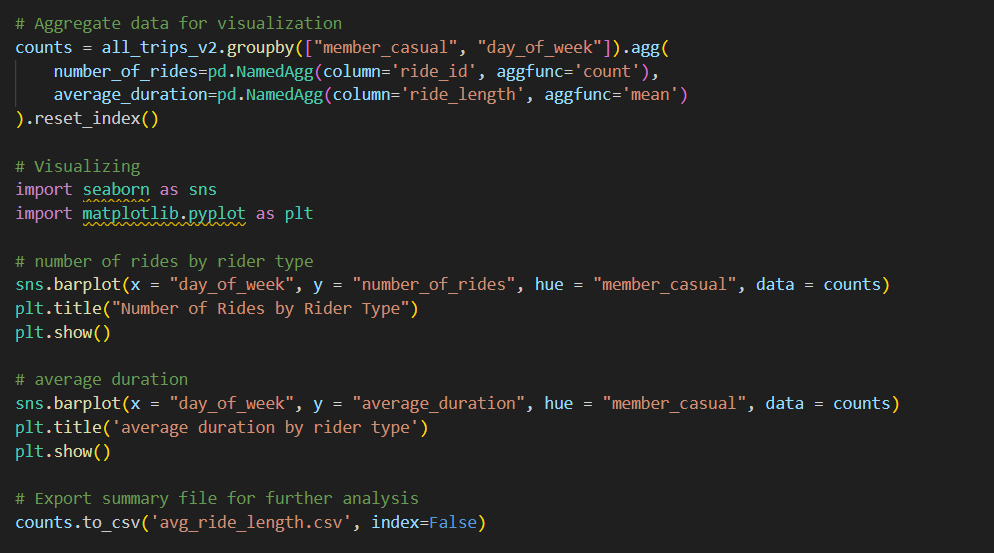 # Aggregate data for visualization
counts = all_trips_v2.groupby(["member_casual", "day_of_week"]).agg(
    number_of_rides=pd.NamedAgg(column='ride_id', aggfunc='count'),
    average_duration=pd.NamedAgg(column='ride_length', aggfunc='mean')
).reset_index()

# Visualizing
import seaborn as sns
import matplotlib.pyplot as plt

# number of rides by rider type
sns.barplot(x = "day_of_week", y = "number_of_rides", hue = "member_casual", data = counts)
plt.title("Number of Rides by Rider Type")
plt.show()

# average duration
sns.barplot(x = "day_of_week", y = "average_duration", hue = "member_casual", data = counts)
plt.title('average duration by rider type')
plt.show()

# Export summary file for further analysis
counts.to_csv('avg_ride_length.csv', index=False)